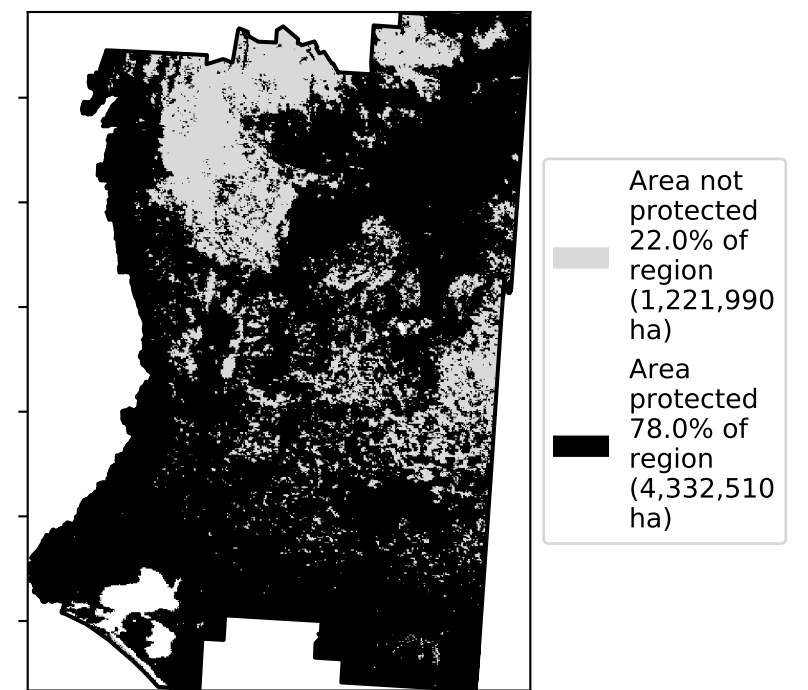 Area not
protected
22.0% of
region
(1,221,990
ha)
Area
protected
78.0% of
region
(4,332,510
ha)